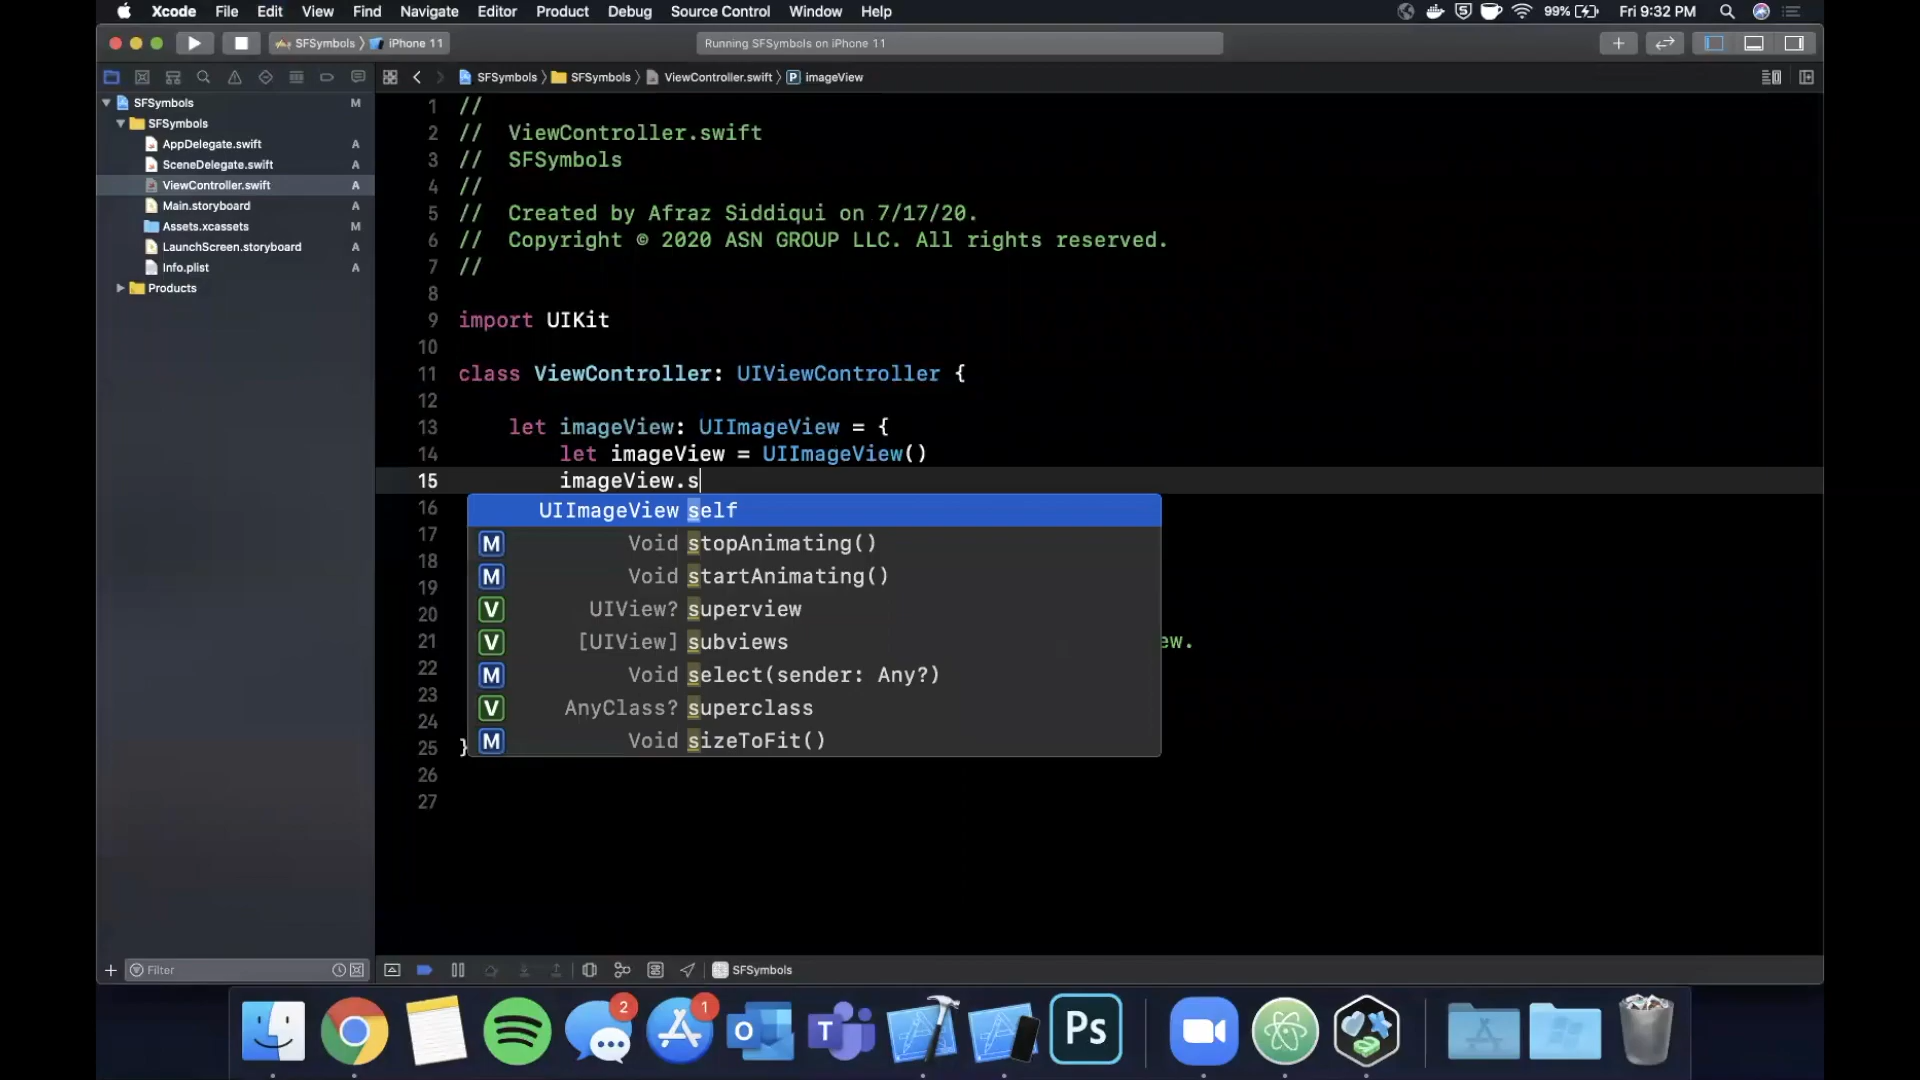 Xcode File Edit View Find Navigate Editor Product Debug Source Control Window Help 99% Fri 9:32 PM
SFSymbols iPhone 11 Running SFSymbols on iPhone 11
SFSymbols SFSymbols ViewController.swift P imageView
SFSymbols M
SFSymbols
AppDelegate.swift A
SceneDelegate.swift A
ViewController.swift A
Main.storyboard A
Assets.xcassets M
LaunchScreen.storyboard A
Info.plist A
Products
1 //
2 // ViewController.swift
3 // SFSymbols
4 //
5 // Created by Afraz Siddiqui on 7/17/20.
6 // Copyright © 2020 ASN GROUP LLC. All rights reserved.
7 //
8
9 import UIKit
10
11 class ViewController: UIViewController {
12
13 let imageView: UIImageView = {
14 let imageView = UIImageView()
15 imageView.s
16 UIImageView self
17 M Void stopAnimating()
18 M Void startAnimating()
19 V UIView? superview
20
21 V [UIView] subviews ew.
22 M Void select(sender: Any?)
23 V AnyClass? superclass
24
25 } M Void sizeToFit()
26
27
Filter SFSymbols
2 1
O T Ps